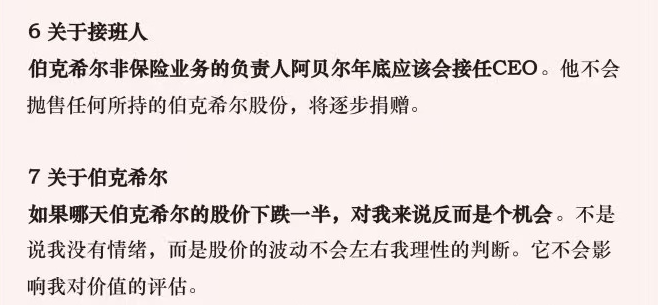 6 关于接班人
伯克希尔非保险业务的负责人阿贝尔年底应该会接任CEO。他不会
抛售任何所持的伯克希尔股份，将逐步捐赠。
7 关于伯克希尔
如果哪天伯克希尔的股价下跌一半，对我来说反而是个机会。不是
说我没有情绪，而是股价的波动不会左右我理性的判断。它不会影
响我对价值的评估。